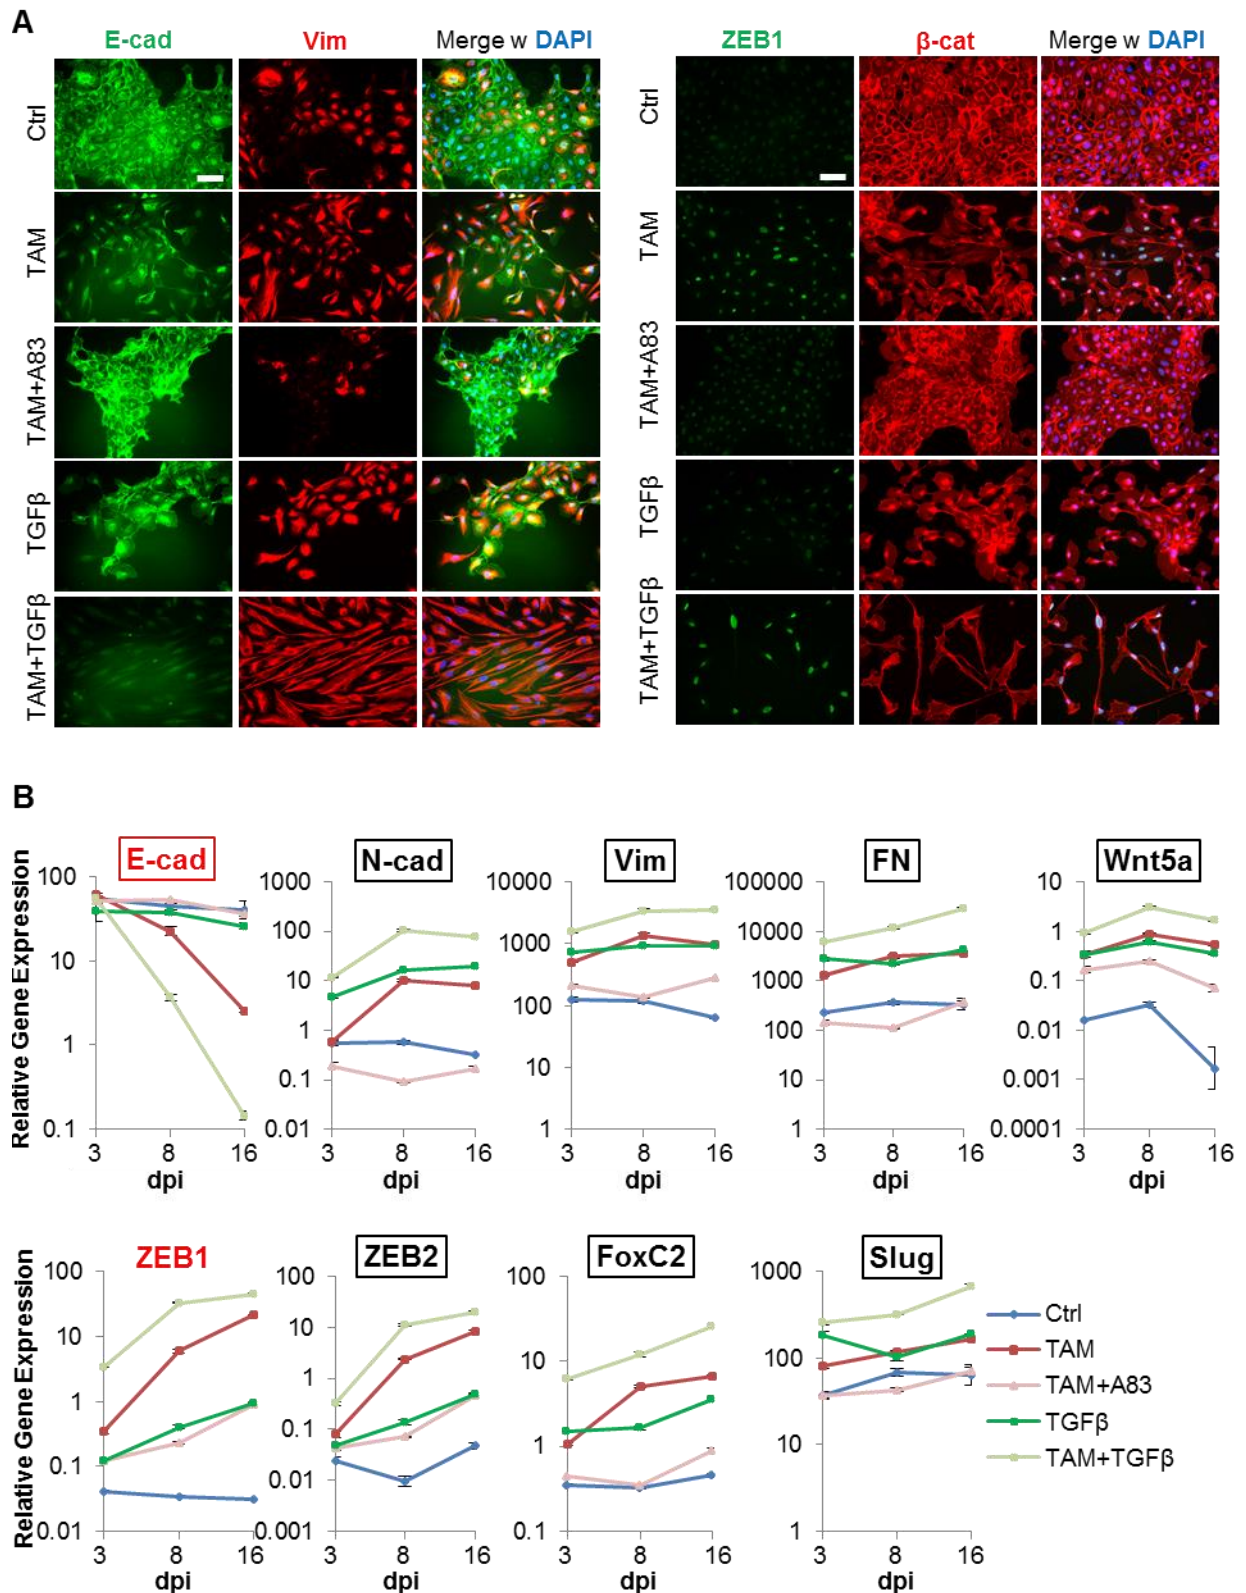 A
E-cad Vim Merge w DAPI ZEB1 β-cat Merge w DAPI
Ctrl Ctrl
TAM TAM
TAM+A83 TAM+A83
TGFβ TGFβ
TAM+TGFβ TAM+TGFβ
B
Relative Gene Expression
E-cad
100
10
1
0.1
3 8 16
dpi
N-cad
1000
100
10
1
0.1
0.01
3 8 16
dpi
Vim
10000
1000
100
10
1
3 8 16
dpi
FN
100000
10000
1000
100
10
1
3 8 16
dpi
Wnt5a
10
1
0.1
0.01
0.001
0.0001
3 8 16
dpi
Relative Gene Expression
ZEB1
100
10
1
0.1
0.01
3 8 16
dpi
ZEB2
100
10
1
0.1
0.01
0.001
3 8 16
dpi
FoxC2
100
10
1
0.1
3 8 16
dpi
Slug
1000
100
10
1
3 8 16
dpi
Ctrl
TAM
TAM+A83
TGFβ
TAM+TGFβ